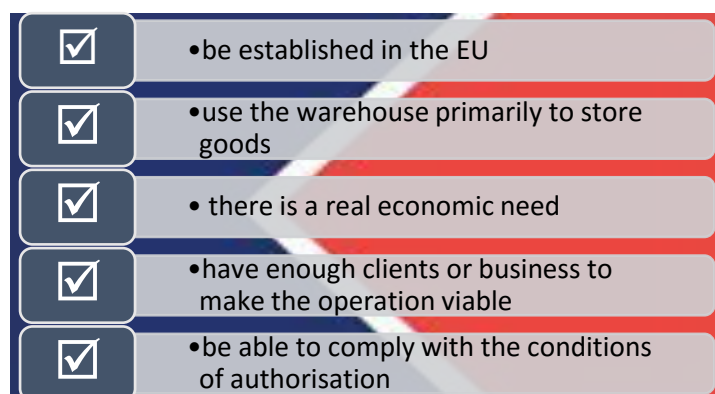 •be established in the EU
•use the warehouse primarily to store
goods
• there is a real economic need
•have enough clients or business to
make the operation viable
•be able to comply with the conditions
of authorisation